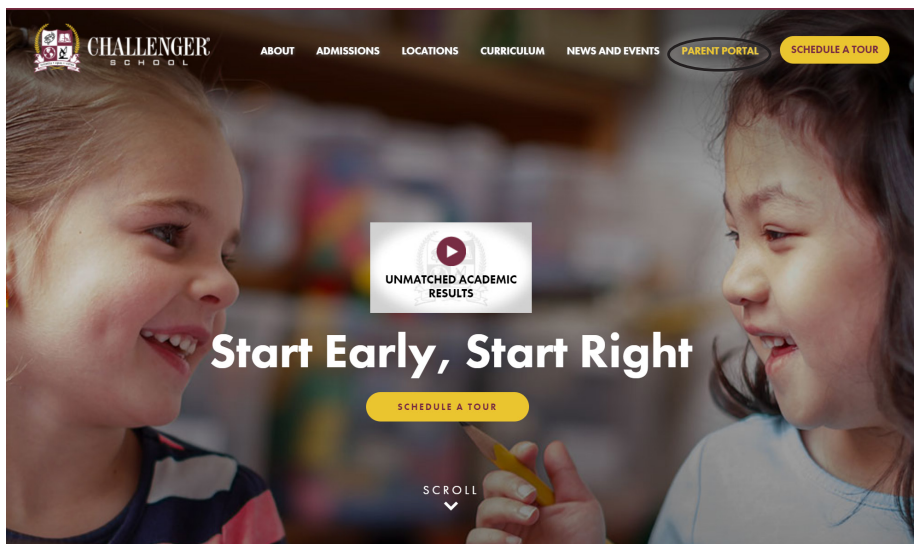 CHALLENGER
SCHOOL
ABOUT ADMISSIONS LOCATIONS CURRICULUM NEWS AND EVENTS PARENT PORTAL SCHEDULE A TOUR
UNMATCHED ACADEMIC
RESULTS
Start Early, Start Right
SCHEDULE A TOUR
SCROLL